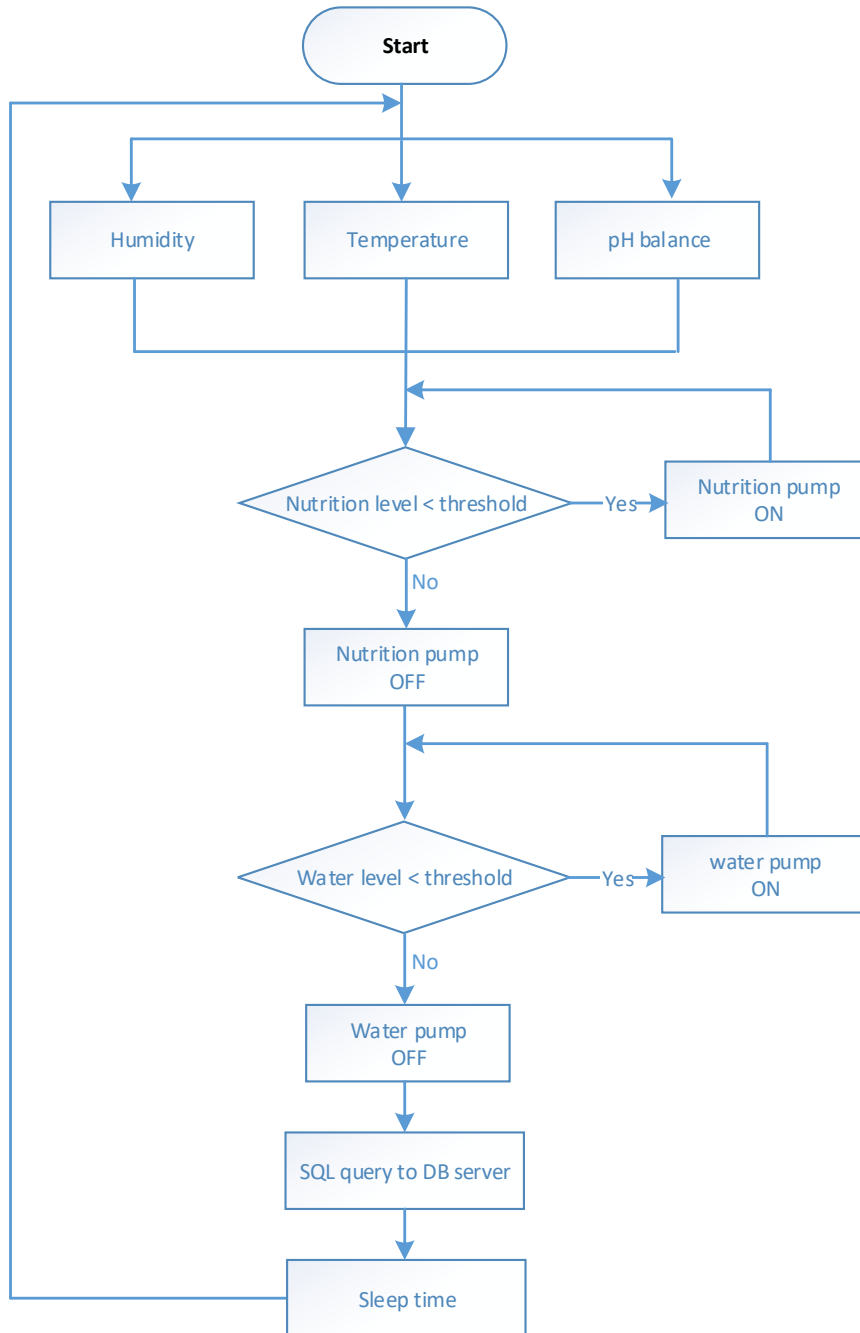 Start
Humidity
Temperature
pH balance
Nutrition level < threshold
Yes
Nutrition pump
ON
No
Nutrition pump
OFF
Water level < threshold
Yes
water pump
ON
No
Water pump
OFF
SQL query to DB server
Sleep time